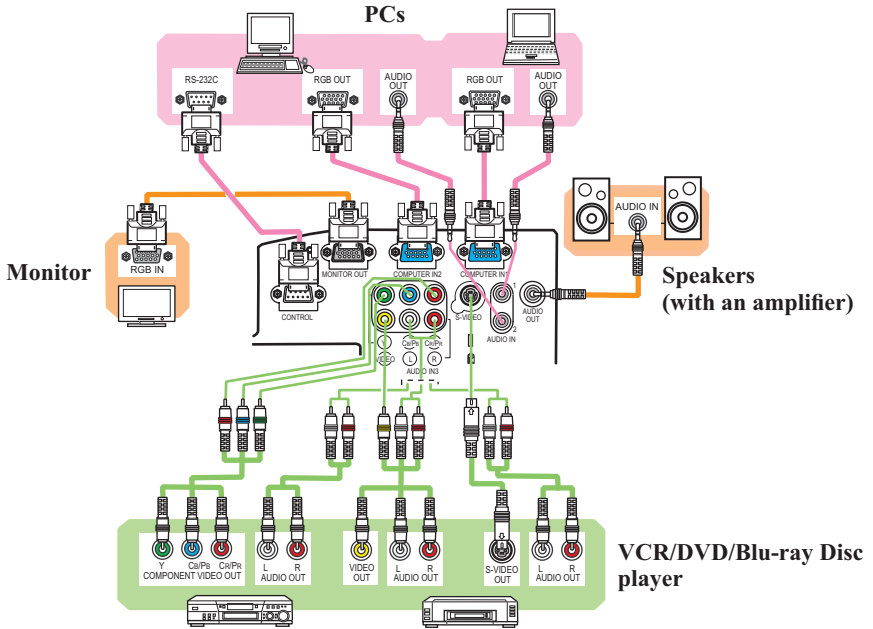 PCs
RS-232C
RGB OUT
AUDIO
OUT
RGB OUT
AUDIO
OUT
AUDIO IN
Speakers
(with an amplifier)
Monitor
RGB IN
MONITOR OUT
COMPUTER IN2
COMPUTER IN1
CONTROL
S-VIDEO
1
2
AUDIO IN
AUDIO
OUT
Y
CB/PB
CR/PR
VIDEO
L
R
AUDIO IN3
Y
CB/PB
CR/PR
COMPONENT VIDEO OUT
L
R
AUDIO OUT
VIDEO
OUT
L
R
AUDIO OUT
S-VIDEO
OUT
L
R
AUDIO OUT
VCR/DVD/Blu-ray Disc
player